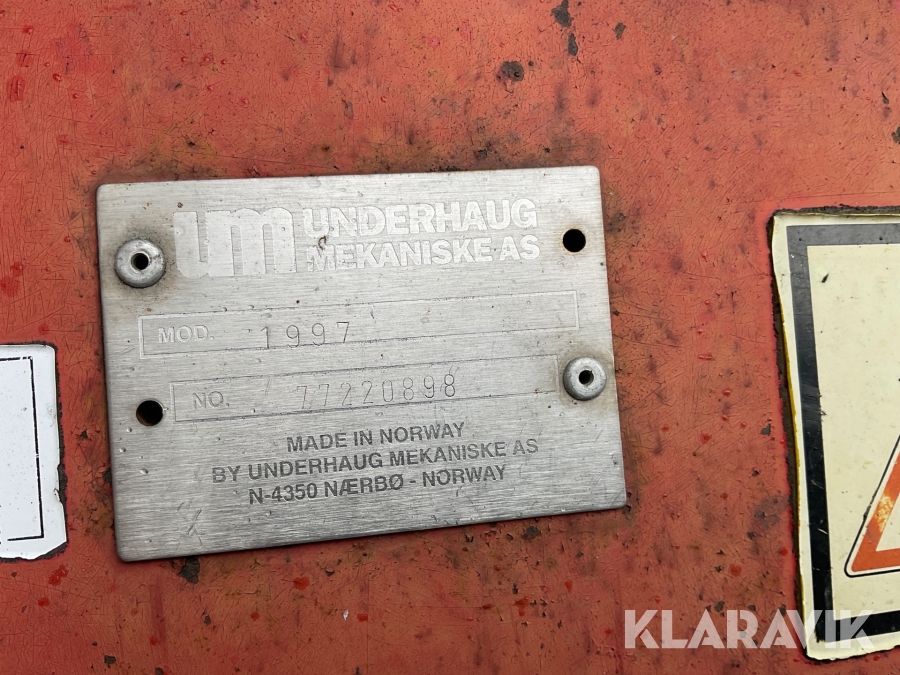 um UNDERHAUG
MEKANISKE AS
MOD. 1997
NO. 77220898
MADE IN NORWAY
BY UNDERHAUG MEKANISKE AS
N-4350 NÆRBØ - NORWAY
KLARAVIK